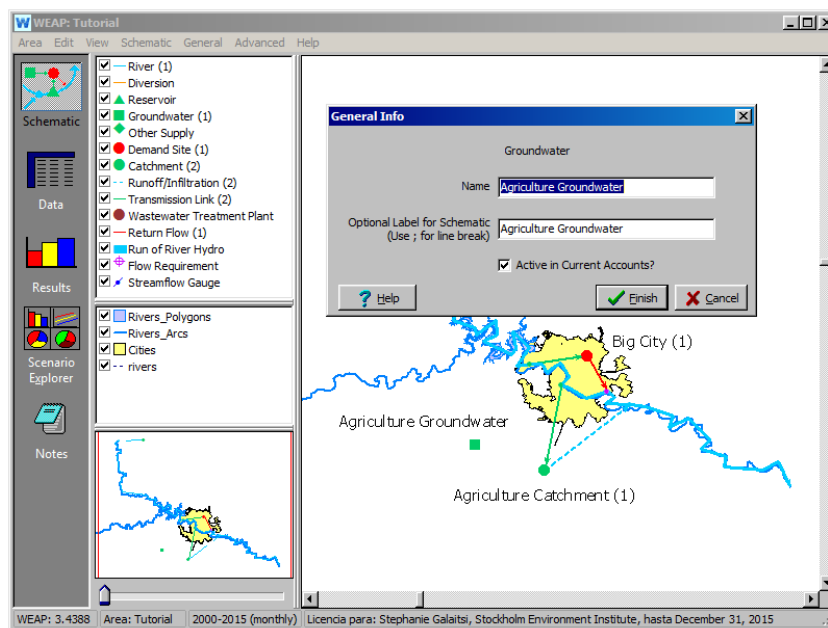 WEAP: Tutorial
Area Edit View Schematic General Advanced Help
Schematic
Data
Results
Scenario
Explorer
Notes
River (1)
Diversion
Reservoir
Groundwater (1)
Other Supply
Demand Site (1)
Catchment (2)
Runoff/Infiltration (2)
Transmission Link (2)
Wastewater Treatment Plant
Return Flow (1)
Run of River Hydro
Flow Requirement
Streamflow Gauge
Rivers_Polygons
Rivers_Arcs
Cities
rivers
General Info
Groundwater
Name Agriculture Groundwater
Optional Label for Schematic
(Use ; for line break)
Agriculture Groundwater
Active in Current Accounts?
? Help Finish Cancel
Big City (1)
Agriculture Groundwater
Agriculture Catchment (1)
WEAP: 3.4388 Area: Tutorial 2000-2015 (monthly) Licencia para: Stephanie Galaitsi, Stockholm Environment Institute, hasta December 31, 2015